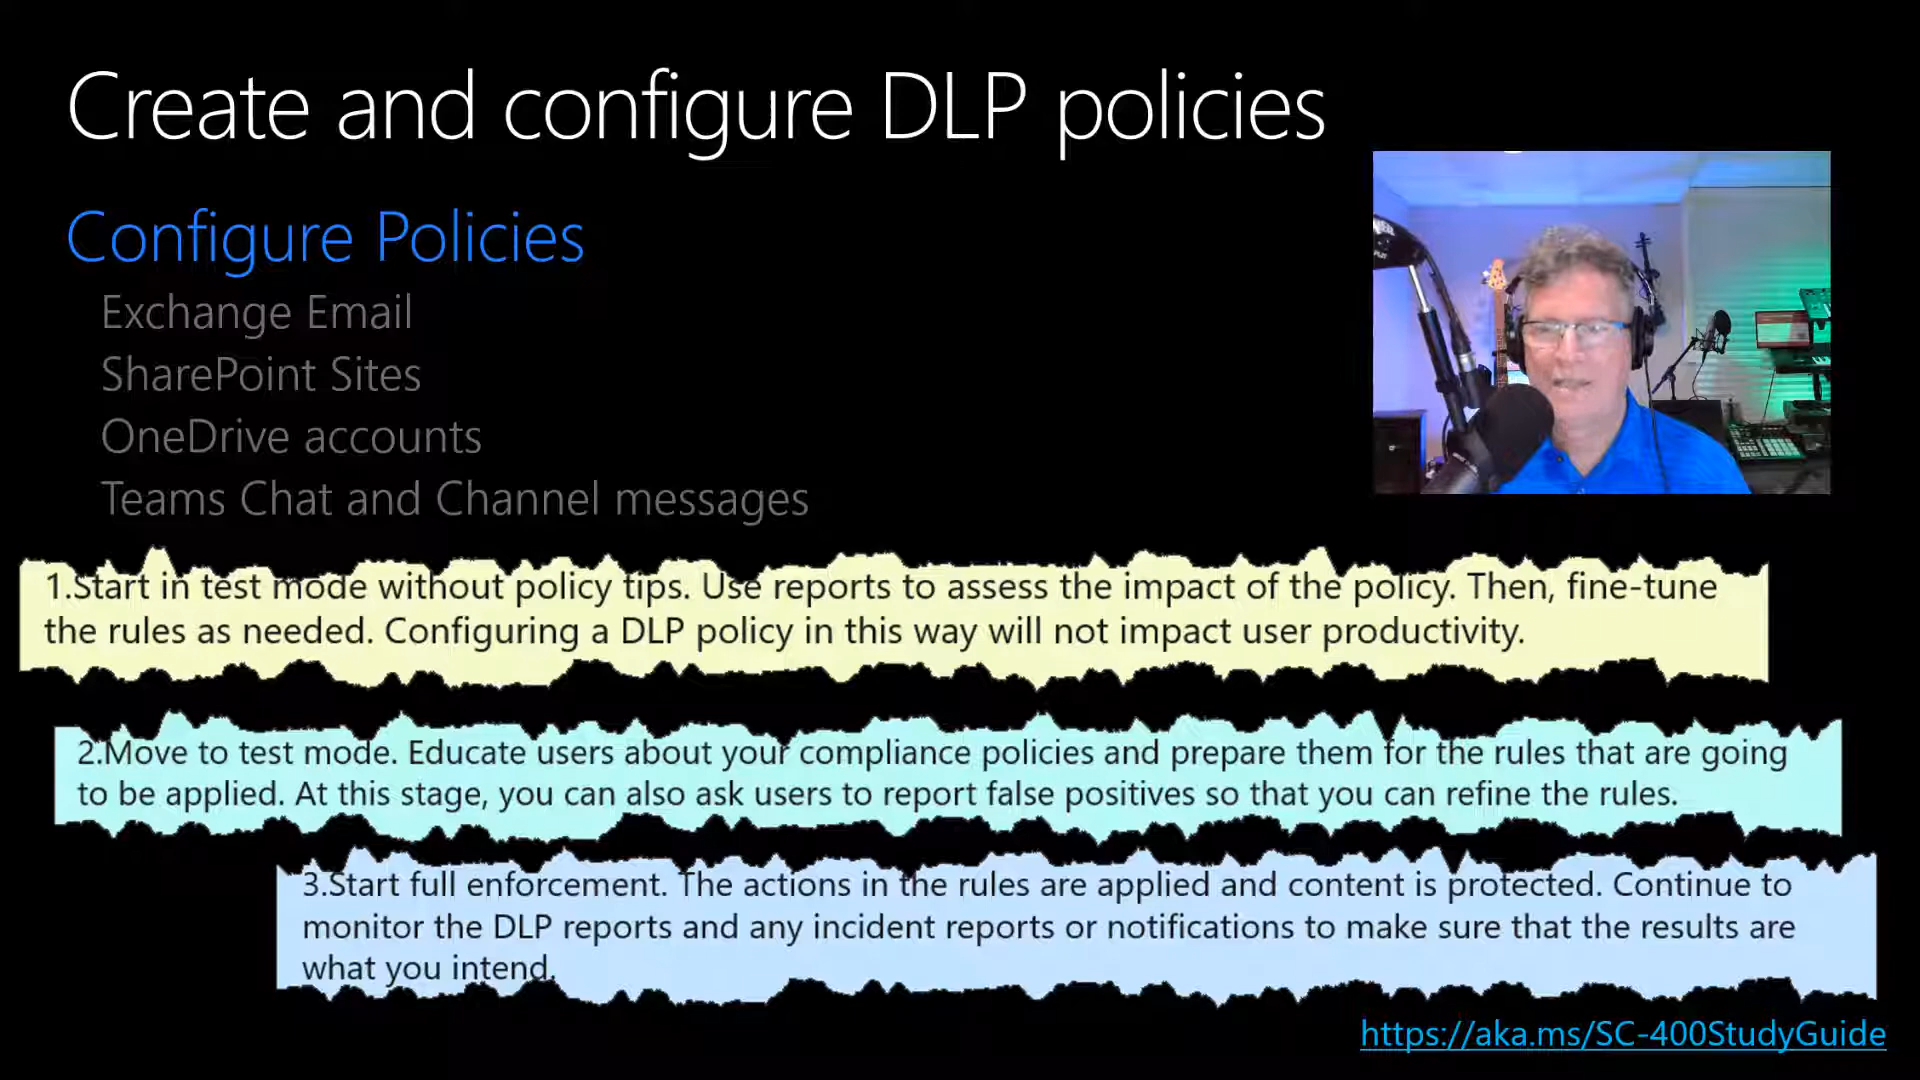 Create and configure DLP policies
Configure Policies
Exchange Email
SharePoint Sites
OneDrive accounts
Teams Chat and Channel messages
1.Start in test mode without policy tips. Use reports to assess the impact of the policy. Then, fine-tune
the rules as needed. Configuring a DLP policy in this way will not impact user productivity.
2.Move to test mode. Educate users about your compliance policies and prepare them for the rules that are going
to be applied. At this stage, you can also ask users to report false positives so that you can refine the rules.
3.Start full enforcement. The actions in the rules are applied and content is protected. Continue to
monitor the DLP reports and any incident reports or notifications to make sure that the results are
what you intend.
https://aka.ms/SC-400StudyGuide